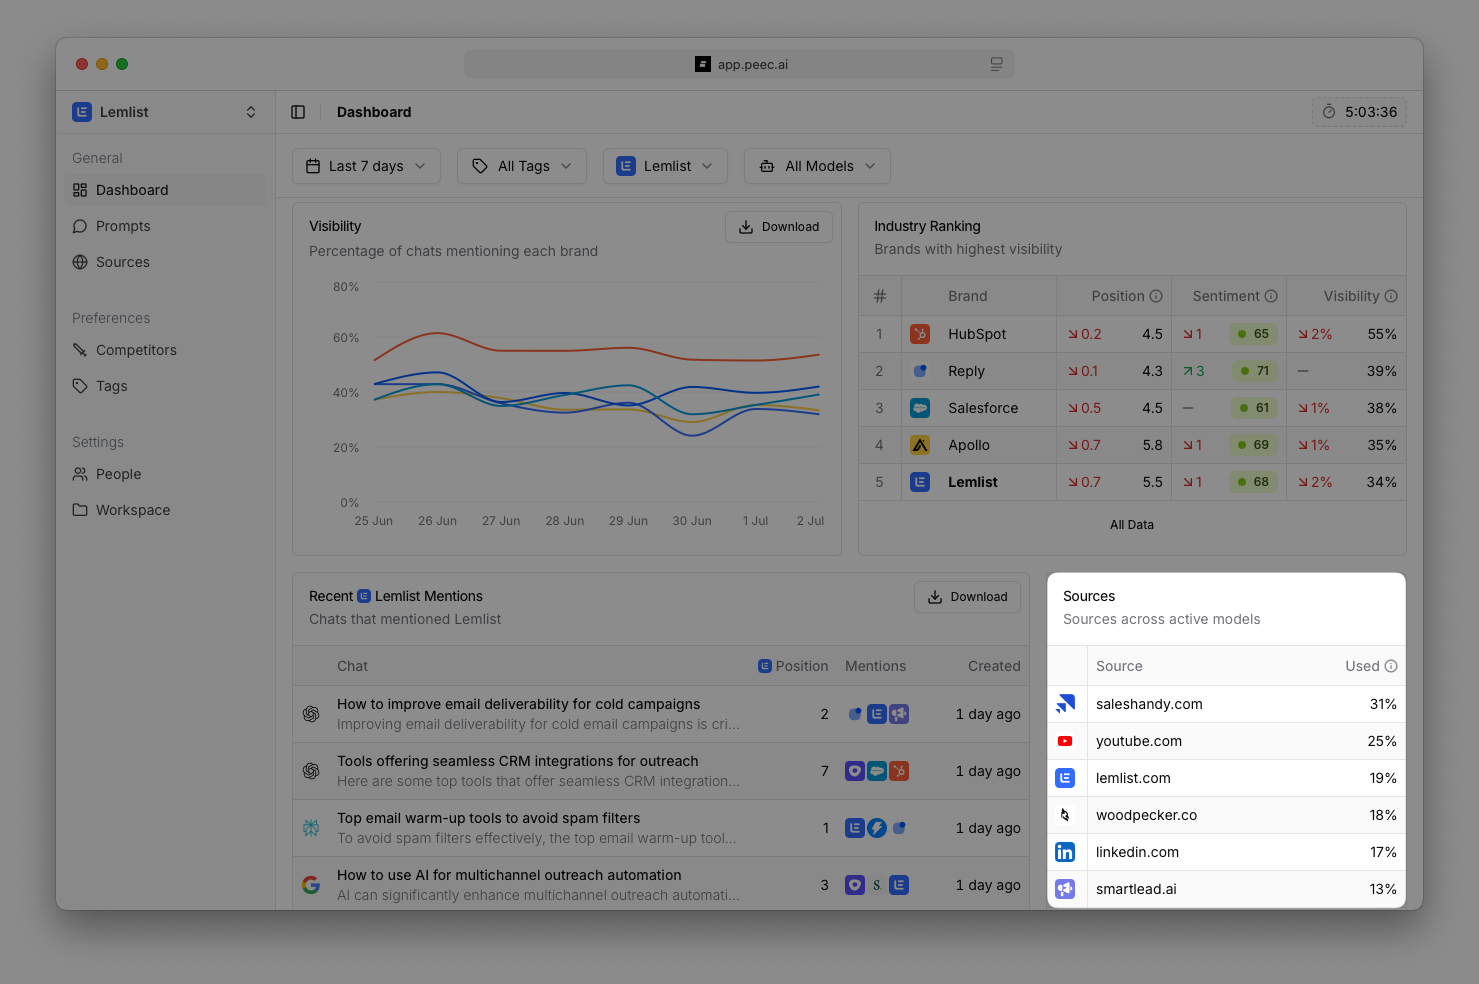 app.peec.ai
Lemlist
Dashboard
5:03:36
General
Dashboard
Prompts
Sources
Preferences
Competitors
Tags
Settings
People
Workspace
Last 7 days
All Tags
Lemlist
All Models
Visibility
Download
Percentage of chats mentioning each brand
80%
60%
40%
20%
0%
25 Jun 26 Jun 27 Jun 28 Jun 29 Jun 30 Jun 1 Jul 2 Jul
Industry Ranking
Brands with highest visibility
# Brand Position Sentiment Visibility
1 HubSpot 0.2 4.5 1 65 2% 55%
2 Reply 0.1 4.3 3 71 — 39%
3 Salesforce 0.5 4.5 — 61 1% 38%
4 Apollo 0.7 5.8 1 69 1% 35%
5 Lemlist 0.7 5.5 1 68 2% 34%
All Data
Recent Lemlist Mentions
Download
Chats that mentioned Lemlist
Chat Position Mentions Created
How to improve email deliverability for cold campaigns
Improving email deliverability for cold email campaigns is cri...
2 1 day ago
Tools offering seamless CRM integrations for outreach
Here are some top tools that offer seamless CRM integration...
7 1 day ago
Top email warm-up tools to avoid spam filters
To avoid spam filters effectively, the top email warm-up tool...
1 1 day ago
How to use AI for multichannel outreach automation
AI can significantly enhance multichannel outreach automati...
3 1 day ago
Sources
Sources across active models
Source Used
saleshandy.com 31%
youtube.com 25%
lemlist.com 19%
woodpecker.co 18%
linkedin.com 17%
smartlead.ai 13%